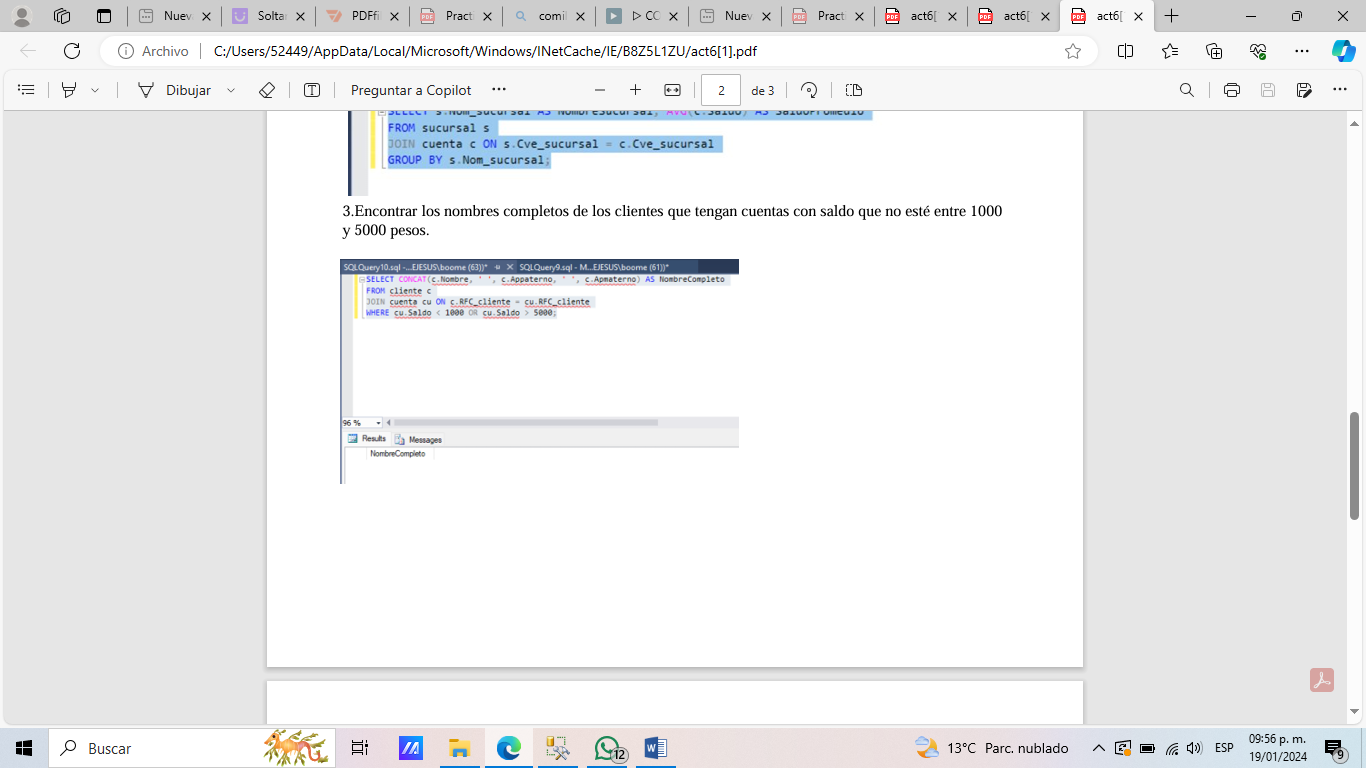 Nuev
Soltar
PDFfi
Pract
comi
CC
Nuev
Pract
act6[
act6[
act6[
Archivo
C:/Users/52449/AppData/Local/Microsoft/Windows/INetCache/IE/B8Z5L1ZU/act6[1].pdf
Dibujar
Preguntar a Copilot
2
de 3
SELECT s.Nom_sucursal AS NombreSucursal, AVG(c.Saldo) AS SaldoPromedio
FROM sucursal s
JOIN cuenta c ON s.Cve_sucursal = c.Cve_sucursal
GROUP BY s.Nom_sucursal;
3.Encontrar los nombres completos de los clientes que tengan cuentas con saldo que no esté entre 1000
y 5000 pesos.
SQLQuery10.sql -...EJESUS\boome (63))* SQLQuery9.sql - M...EJESUS\boome (61))*
SELECT CONCAT(c.Nombre, ' ', c.Appaterno, ' ', c.Apmaterno) AS NombreCompleto
FROM cliente c
JOIN cuenta cu ON c.RFC_cliente = cu.RFC_cliente
WHERE cu.Saldo < 1000 OR cu.Saldo > 5000;
96 %
Results Messages
NombreCompleto
Buscar
12
13°C Parc. nublado
ESP
09:56 p. m.
19/01/2024
9